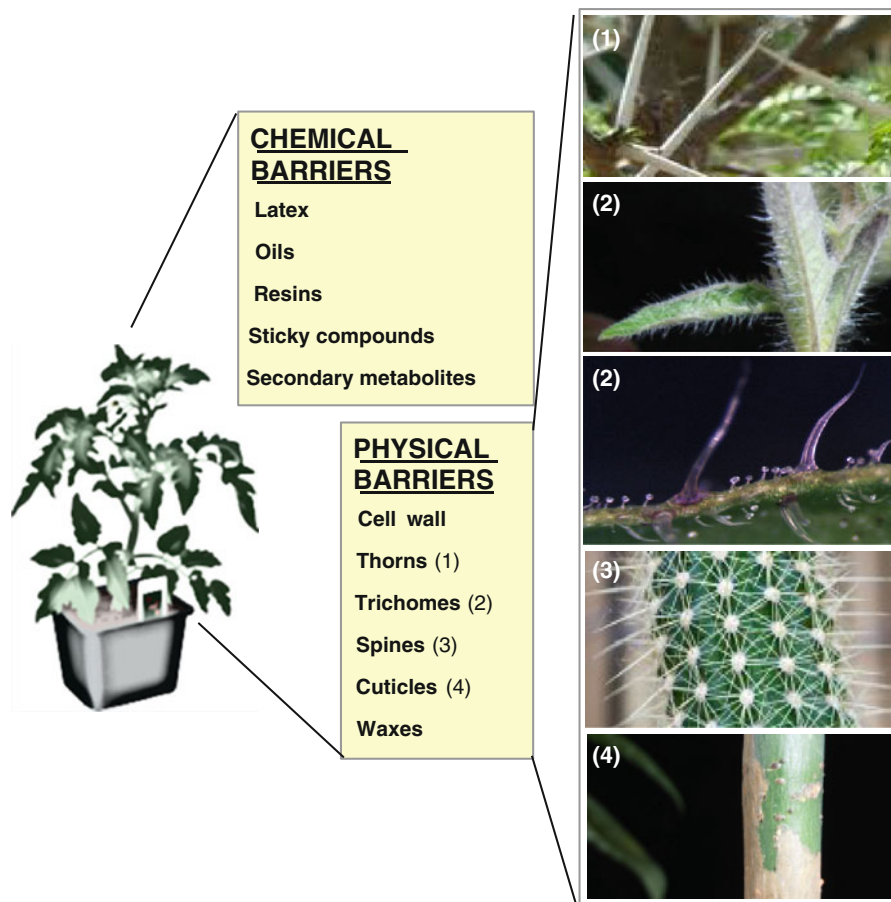 CHEMICAL
BARRIERS
Latex
Oils
Resins
Sticky compounds
Secondary metabolites
PHYSICAL
BARRIERS
Cell wall
Thorns (1)
Trichomes (2)
Spines (3)
Cuticles (4)
Waxes
(1)
(2)
(2)
(3)
(4)